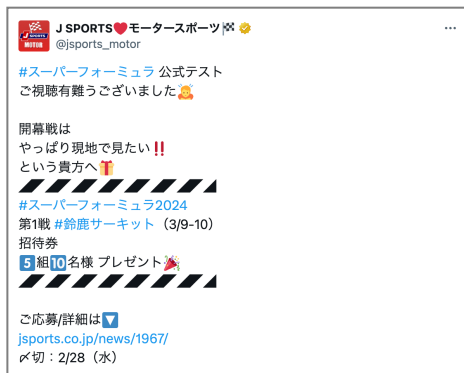 J SPORTS❤️モータースポーツ🏁
@jsports_motor
J SPORTS
MOTOR
#スーパーフォーミュラ 公式テスト
ご視聴有難うございました🙇
開幕戦は
やっぱり現地で見たい‼️
という貴方へ🎁
#スーパーフォーミュラ2024
第1戦 #鈴鹿サーキット（3/9-10）
招待券
5️⃣組🔟名様 プレゼント🎉
ご応募/詳細は🔽
jsports.co.jp/news/1967/
〆切：2/28（水）